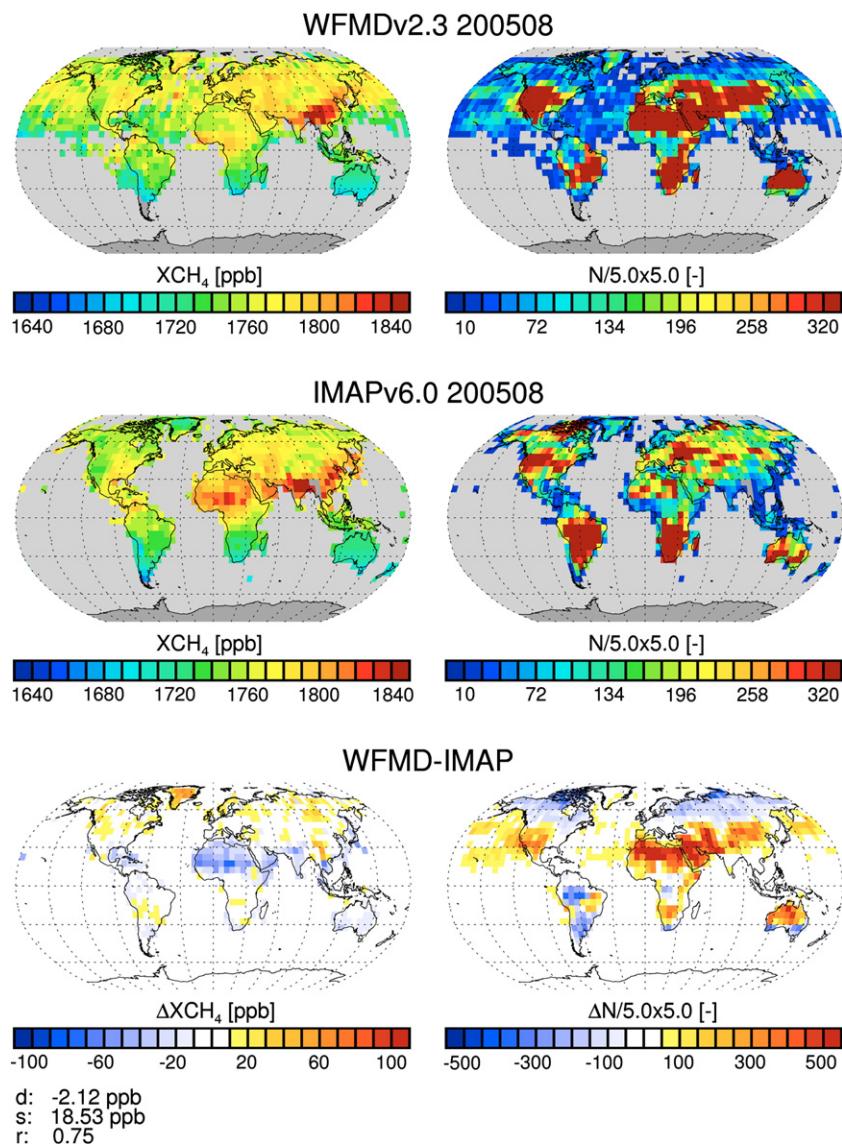 WFMDv2.3 200508
XCH₄ [ppb]
1640 1680 1720 1760 1800 1840
N/5.0x5.0 [-]
10 72 134 196 258 320
IMAPv6.0 200508
XCH₄ [ppb]
1640 1680 1720 1760 1800 1840
N/5.0x5.0 [-]
10 72 134 196 258 320
WFMD-IMAP
ΔXCH₄ [ppb]
-100 -60 -20 20 60 100
ΔN/5.0x5.0 [-]
-500 -300 -100 100 300 500
d: -2.12 ppb
s: 18.53 ppb
r: 0.75